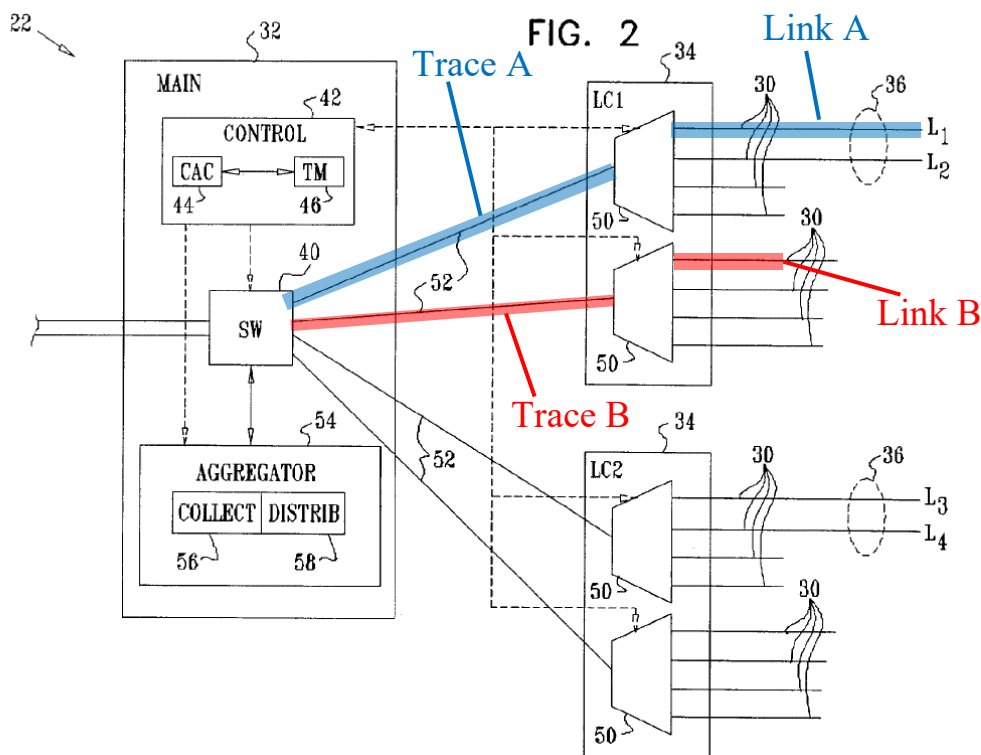 22
FIG. 2
Link A
32
Trace A
34
MAIN
42
LC1
30
36
CONTROL
L1
CAC
TM
L2
44
46
50
30
40
52
52
SW
Link B
50
Trace B
54
34
52
30
36
AGGREGATOR
LC2
L3
COLLECT
DISTRIB
L4
56
58
50
30
50